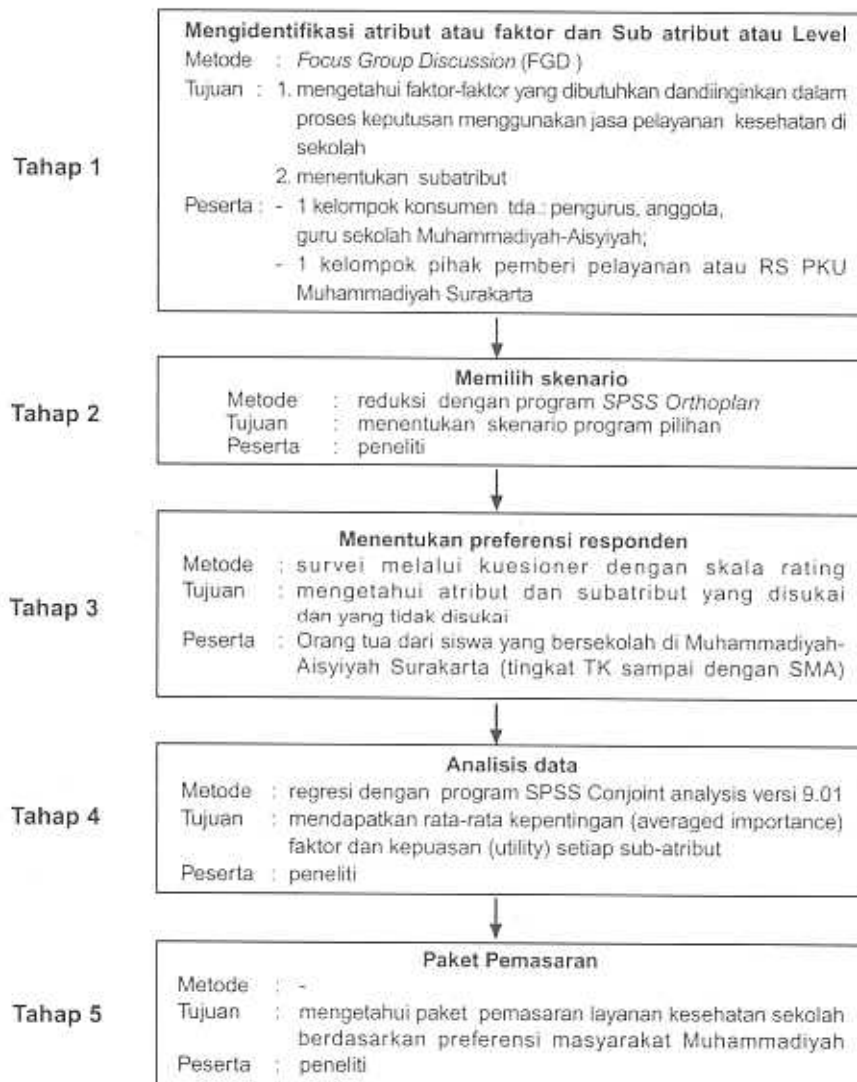 Mengidentifikasi atribut atau faktor dan Sub atribut atau Level
Metode : Focus Group Discussion (FGD )
Tujuan : 1. mengetahui faktor-faktor yang dibutuhkan dandiinginkan dalam
proses keputusan menggunakan jasa pelayanan kesehatan di
sekolah
2. menentukan subatribut
Tahap 1
Peserta : - 1 kelompok konsumen tda.: pengurus, anggota,
guru sekolah Muhammadiyah-Aisyiyah;
- 1 kelompok pihak pemberi pelayanan atau RS PKU
Muhammadiyah Surakarta
Memilih skenario
Tahap 2
Metode : reduksi dengan program SPSS Orthoplan
Tujuan : menentukan skenario program pilihan
Peserta : peneliti
Menentukan preferensi responden
Metode : survei melalui kuesioner dengan skala rating
Tahap 3
Tujuan : mengetahui atribut dan subatribut yang disukai
dan yang tidak disukai
Peserta : Orang tua dari siswa yang bersekolah di Muhammadiyah-
Aisyiyah Surakarta (tingkat TK sampai dengan SMA)
Analisis data
Metode : regresi dengan program SPSS Conjoint analysis versi 9.01
Tahap 4
Tujuan : mendapatkan rata-rata kepentingan (averaged importance)
faktor dan kepuasan (utility) setiap sub-atribut
Peserta : peneliti
Paket Pemasaran
Metode : -
Tahap 5
Tujuan : mengetahui paket pemasaran layanan kesehatan sekolah
berdasarkan preferensi masyarakat Muhammadiyah
Peserta : peneliti